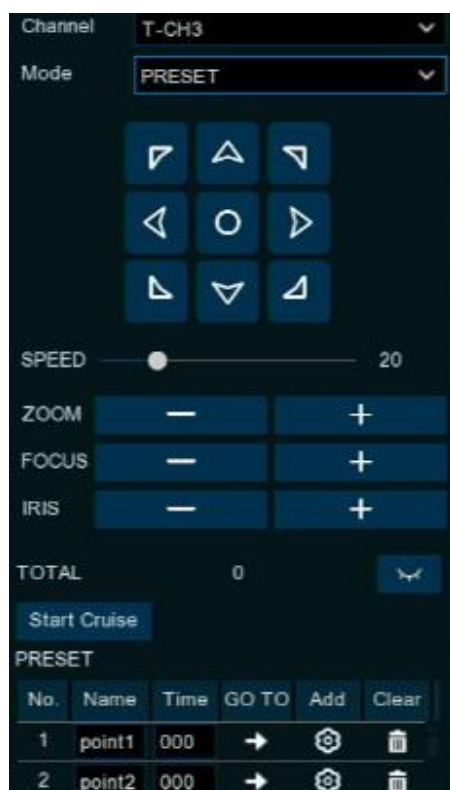 Channel T-CH3
Mode PRESET
SPEED 20
ZOOM
FOCUS
IRIS
TOTAL 0
Start Cruise
PRESET
No. Name Time GO TO Add Clear
1 point1 000
2 point2 000